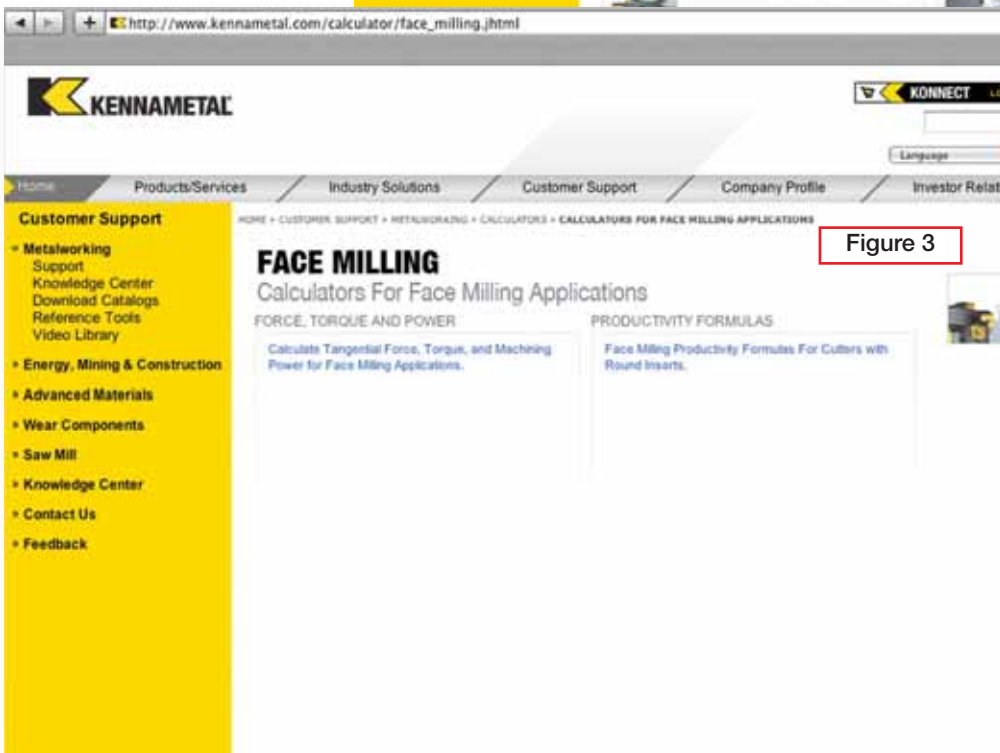 http://www.kennametal.com/calculator/face_milling.jhtml
KENNAMETAL
KONNECT
Language
Home
Products/Services
Industry Solutions
Customer Support
Company Profile
Investor Relat
Customer Support
HOME • CUSTOMER SUPPORT • METALWORKING • CALCULATORS • CALCULATORS FOR FACE MILLING APPLICATIONS
Figure 3
Metalworking
Support
Knowledge Center
Download Catalogs
Reference Tools
Video Library
Energy, Mining & Construction
Advanced Materials
Wear Components
Saw Mill
Knowledge Center
Contact Us
Feedback
FACE MILLING
Calculators For Face Milling Applications
FORCE, TORQUE AND POWER
Calculate Tangential Force, Torque, and Machining
Power for Face Milling Applications.
PRODUCTIVITY FORMULAS
Face Milling Productivity Formulas For Cutters with
Round Inserts.